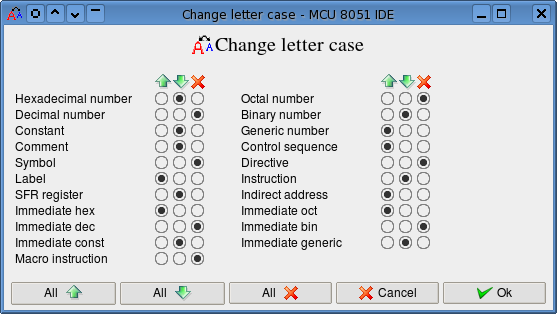 Change letter case - MCU 8051 IDE
Change letter case
Hexadecimal number
Decimal number
Constant
Comment
Symbol
Label
SFR register
Immediate hex
Immediate dec
Immediate const
Macro instruction
Octal number
Binary number
Generic number
Control sequence
Directive
Instruction
Indirect address
Immediate oct
Immediate bin
Immediate generic
All
All
All
Cancel
Ok